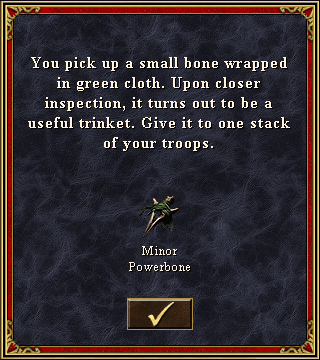 You pick up a small bone wrapped
in green cloth. Upon closer
inspection, it turns out to be a
useful trinket. Give it to one stack
of your troops.
Minor
Powerbone